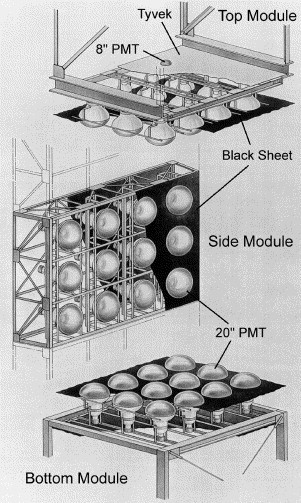 Tyvek
Top Module
8" PMT
Black Sheet
Side Module
20" PMT
Bottom Module